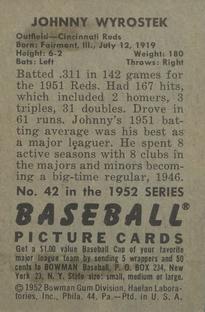 JOHNNY WYROSTEK
Outfield—Cincinnati Reds
Born: Fairmont, Ill., July 12, 1919
Height: 6-2 Weight: 180
Bats: Left Throws: Right
Batted .311 in 142 games for
the 1951 Reds. Had 167 hits,
which included 2 homers, 3
triples, 31 doubles. Drove in
61 runs. Johnny's 1951 bat-
ting average was his best as
a major leaguer. He spent 8
active seasons with 8 clubs in
the majors and minors becom-
ing a big-time regular, 1946.
No. 42 in the 1952 SERIES
BASEBALL®
PICTURE CARDS
Get a $1.00 value Baseball Cap of your favorite
major league team by sending 5 wrappers and 50
cents to BOWMAN Baseball, P. O. BOX 234, New
York 23, N. Y. State size: small, medium or large.
©1952 Bowman Gum Division, Haelan Labora-
tories, Inc., Phila. 44, Pa.—Ptd. in U. S. A.